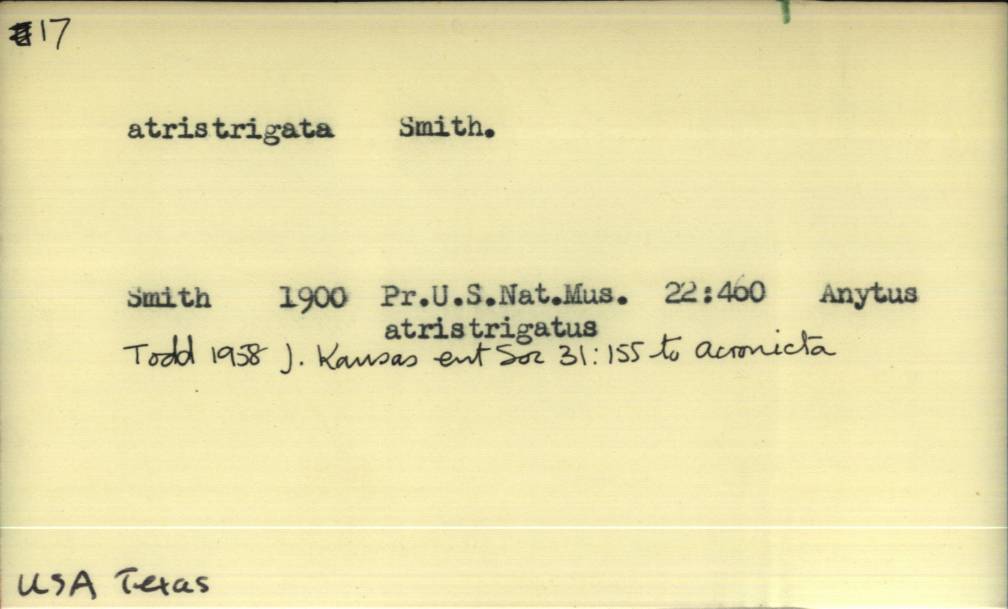 #17
atristrigata Smith.
Smith 1900 Pr.U.S.Nat.Mus. 22:460 Anytus
atristrigatus
Todd 1958 J. Kansas ent Soc 31:155 to Acronicta
USA Texas